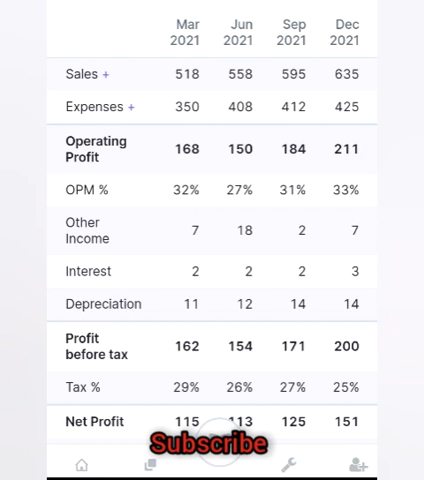 Mar Jun Sep Dec
2021 2021 2021 2021
Sales + 518 558 595 635
Expenses + 350 408 412 425
Operating
Profit 168 150 184 211
OPM % 32% 27% 31% 33%
Other
Income 7 18 2 7
Interest 2 2 2 3
Depreciation 11 12 14 14
Profit
before tax 162 154 171 200
Tax % 29% 26% 27% 25%
Net Profit 115 113 125 151
Subscribe